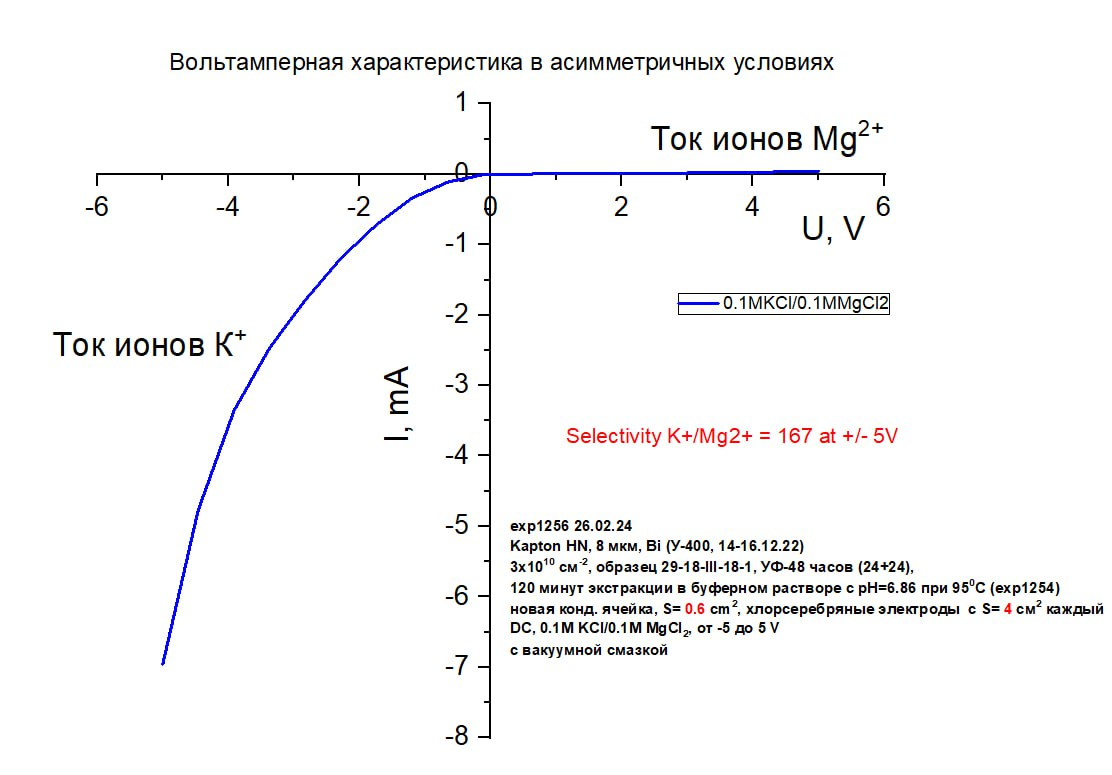 Вольтамперная характеристика в асимметричных условиях
1
Ток ионов Mg²⁺
0
-6
-4
-2
0
2
4
6
U, V
-1
0.1MKCl/0.1MMgCl2
-2
Ток ионов К⁺
-3
I, mA
Selectivity K+/Mg2+ = 167 at +/- 5V
-4
-5
exp1256 26.02.24
Kapton HN, 8 мкм, Bi (У-400, 14-16.12.22)
3x10¹⁰ см⁻², образец 29-18-III-18-1, УФ-48 часов (24+24),
120 минут экстракции в буферном растворе с pH=6.86 при 95⁰С (exp1254)
-6
новая конд. ячейка, S= 0.6 cm², хлорсеребряные электроды с S= 4 см² каждый
DC, 0.1M KCl/0.1M MgCl₂, от -5 до 5 V
с вакуумной смазкой
-7
-8